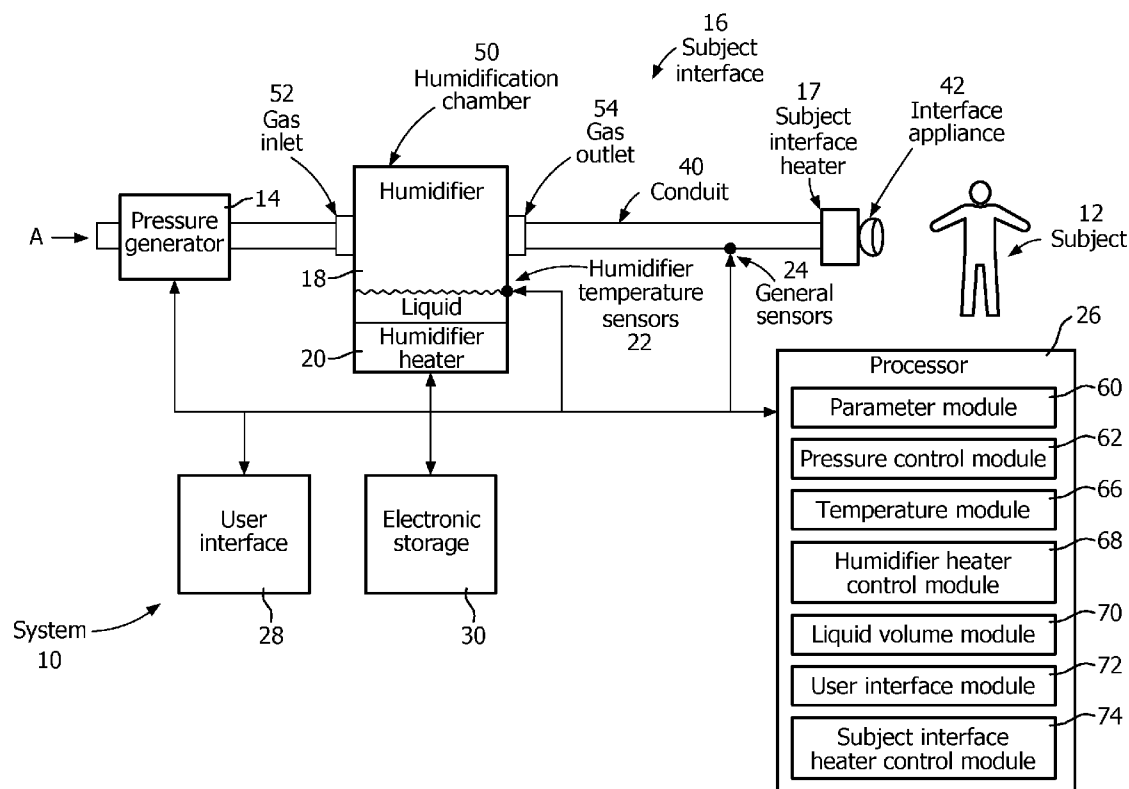 16
Subject
interface
50
Humidification
chamber
52
Gas
inlet
54
Gas
outlet
17
Subject
interface
heater
42
Interface
appliance
40
Conduit
14
Pressure
generator
A
Humidifier
18
Liquid
20
Humidifier
heater
Humidifier
temperature
sensors
22
24
General
sensors
12
Subject
26
Processor
Parameter module
60
Pressure control module
62
Temperature module
66
Humidifier heater
control module
68
Liquid volume module
70
User interface module
72
Subject interface
heater control module
74
User
interface
28
Electronic
storage
30
System
10